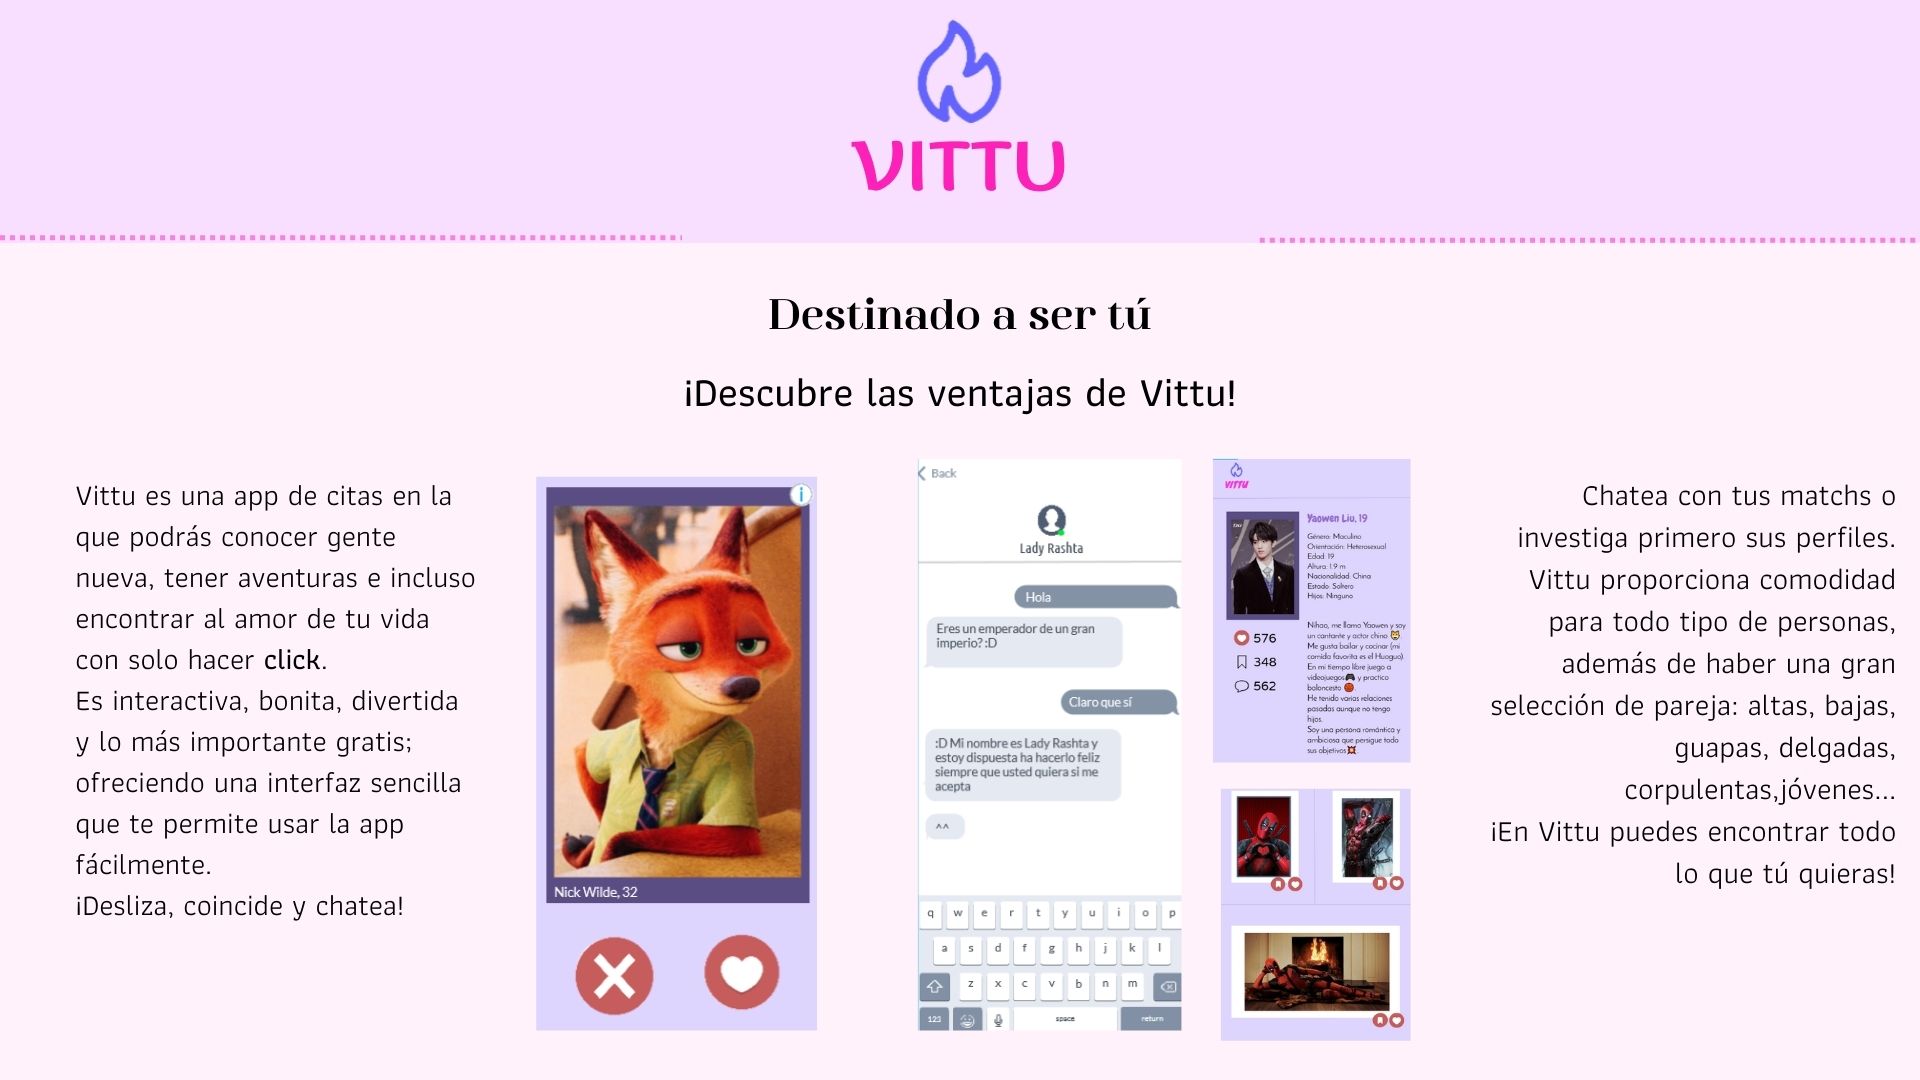 VITTU
Destinado a ser tú
¡Descubre las ventajas de Vittu!
Vittu es una app de citas en la
que podrás conocer gente
nueva, tener aventuras e incluso
encontrar al amor de tu vida
con solo hacer click.
Es interactiva, bonita, divertida
y lo más importante gratis;
ofreciendo una interfaz sencilla
que te permite usar la app
fácilmente.
¡Desliza, coincide y chatea!
i
Nick Wilde, 32
Back
Lady Rashta
Hola
Eres un emperador de un gran
imperio? :D
Claro que sí
:D Mi nombre es Lady Rashta y
estoy dispuesta ha hacerlo feliz
siempre que usted quiera si me
acepta
^^
q w e r t y u i o p
a s d f g h j k l
z x c v b n m
123 space return
VITTU
Yaowen Liu, 19
Género: Maculino
Orientación: Heterosexual
Edad: 19
Altura: 1.9 m
Nacionalidad: China
Estado: Soltero
Hijos: Ninguno
576
348
562
Nihao, me llamo Yaowen y soy
un cantante y actor chino
Me gusta bailar y cocinar (mi
comida favorita es el Huoguo).
En mi tiempo libre juego a
videojuegos y practico
baloncesto
He tenido varias relaciones
pasadas aunque no tengo
hijos.
Soy una persona romántica y
ambiciosa que persigue todo
sus objetivos
Chatea con tus matchs o
investiga primero sus perfiles.
Vittu proporciona comodidad
para todo tipo de personas,
además de haber una gran
selección de pareja: altas, bajas,
guapas, delgadas,
corpulentas,jóvenes...
¡En Vittu puedes encontrar todo
lo que tú quieras!